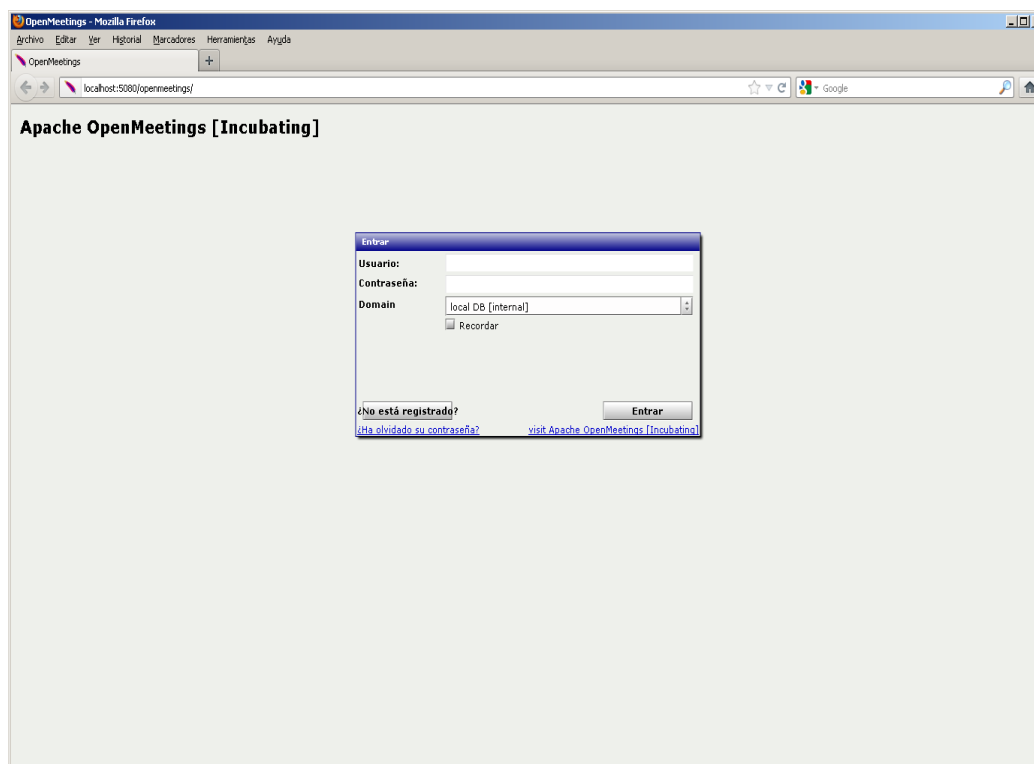 OpenMeetings - Mozilla Firefox
Archivo Editar Ver Historial Marcadores Herramientas Ayuda
OpenMeetings +
localhost:5080/openmeetings/ Google
Apache OpenMeetings [Incubating]
Entrar
Usuario:
Contraseña:
Domain local DB [internal]
Recordar
¿No está registrado? Entrar
¿Ha olvidado su contraseña? visit Apache OpenMeetings [Incubating]